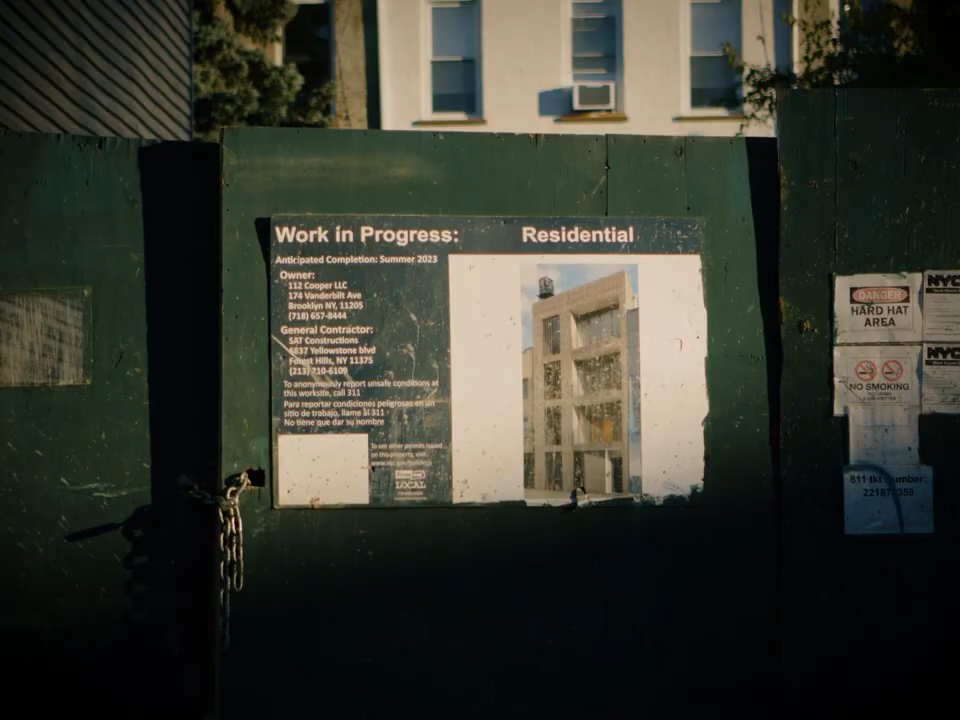 Work in Progress:
Residential
Anticipated Completion: Summer 2023
Owner:
112 Cooper LLC
174 Vanderbilt Ave
Brooklyn NY, 11205
(718) 657-8444
General Contractor:
SAT Constructions
6837 Yellowstone blvd
Forest Hills, NY 11375
(213) 710-6109
To anonymously report unsafe conditions at
this worksite, call 311
Para reportar condiciones peligrosas en un
sitio de trabajo, llame al 311
No tiene que dar su nombre
To see other permits issued
on this property, visit
LOCAL
DANGER
HARD HAT
AREA
NYC
NO SMOKING
NYC
811 tkt number: